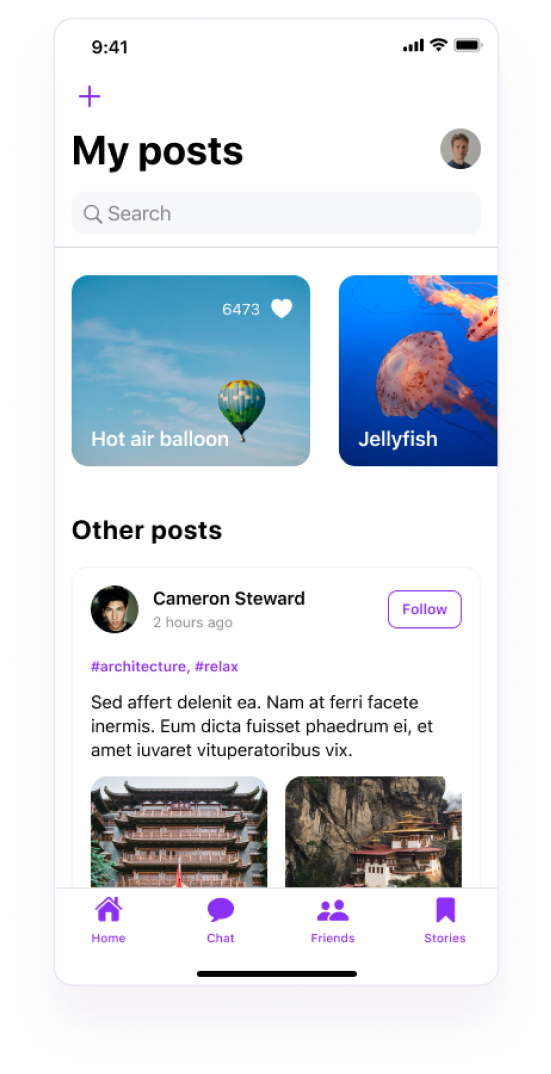 9:41
My posts
Search
6473
Hot air balloon
Jellyfish
Other posts
Cameron Steward
2 hours ago
Follow
#architecture, #relax
Sed affert delenit ea. Nam at ferri facete
inermis. Eum dicta fuisset phaedrum ei, et
amet iuvaret vituperatoribus vix.
Home
Chat
Friends
Stories